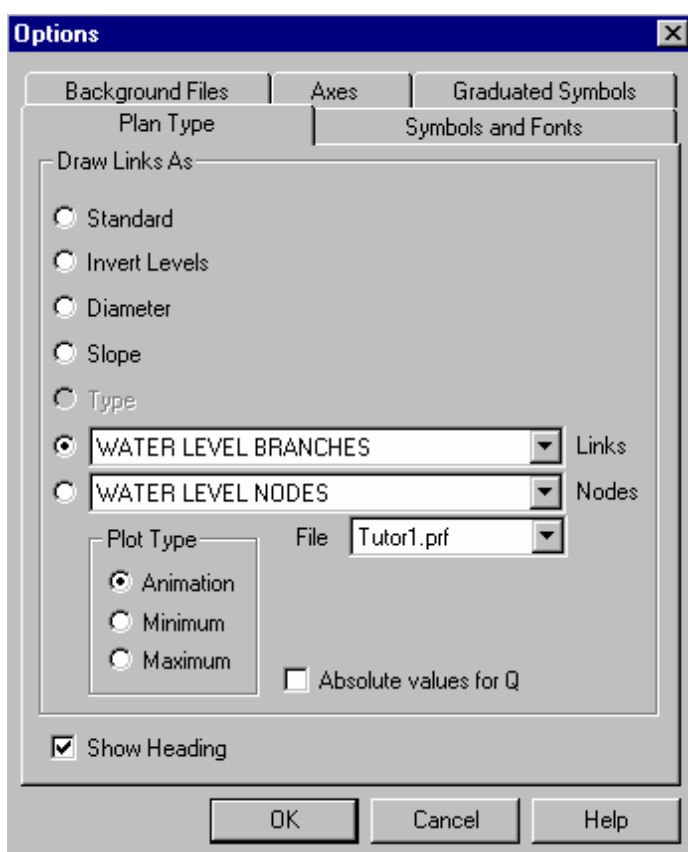 Options
Background Files Axes Graduated Symbols
Plan Type Symbols and Fonts
Draw Links As
Standard
Invert Levels
Diameter
Slope
Type
WATER LEVEL BRANCHES Links
WATER LEVEL NODES Nodes
Plot Type File Tutor1.prf
Animation
Minimum
Maximum
Absolute values for Q
Show Heading
OK Cancel Help